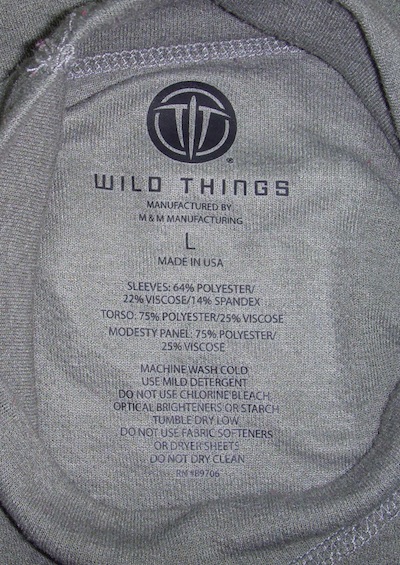 ®
WILD THINGS
MANUFACTURED BY
M & M MANUFACTURING
L
MADE IN USA
SLEEVES: 64% POLYESTER/
22% VISCOSE/14% SPANDEX
TORSO: 75% POLYESTER/25% VISCOSE
MODESTY PANEL: 75% POLYESTER/
25% VISCOSE
MACHINE WASH COLD
USE MILD DETERGENT
DO NOT USE CHLORINE BLEACH,
OPTICAL BRIGHTENERS OR STARCH
TUMBLE DRY LOW
DO NOT USE FABRIC SOFTENERS
OR DRYER SHEETS
DO NOT DRY CLEAN
RN #89706